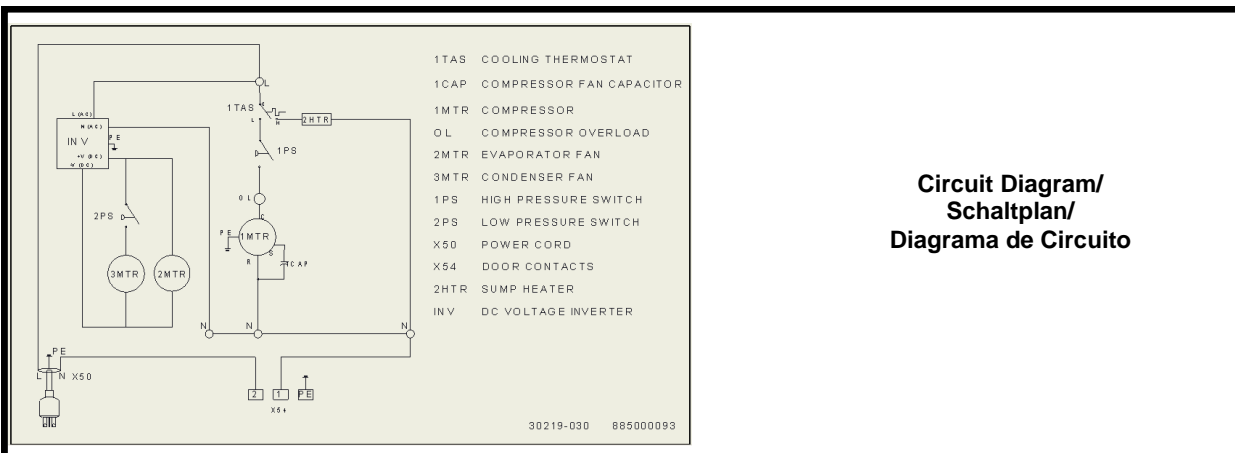 1TAS COOLING THERMOSTAT
1CAP COMPRESSOR FAN CAPACITOR
1MTR COMPRESSOR
OL COMPRESSOR OVERLOAD
2MTR EVAPORATOR FAN
3MTR CONDENSER FAN
1PS HIGH PRESSURE SWITCH
2PS LOW PRESSURE SWITCH
X50 POWER CORD
X54 DOOR CONTACTS
2HTR SUMP HEATER
INV DC VOLTAGE INVERTER
L
1TAS
L
H
2HTR
L (AC)
N (AC)
PE
INV
+V (DC)
-V (DC)
1PS
2PS
OL
C
PE
1MTR
S
R
1CAP
3MTR
2MTR
N
N
N
PE
L N X50
2 1 PE
30219-030 885000093
Circuit Diagram/
Schaltplan/
Diagrama de Circuito